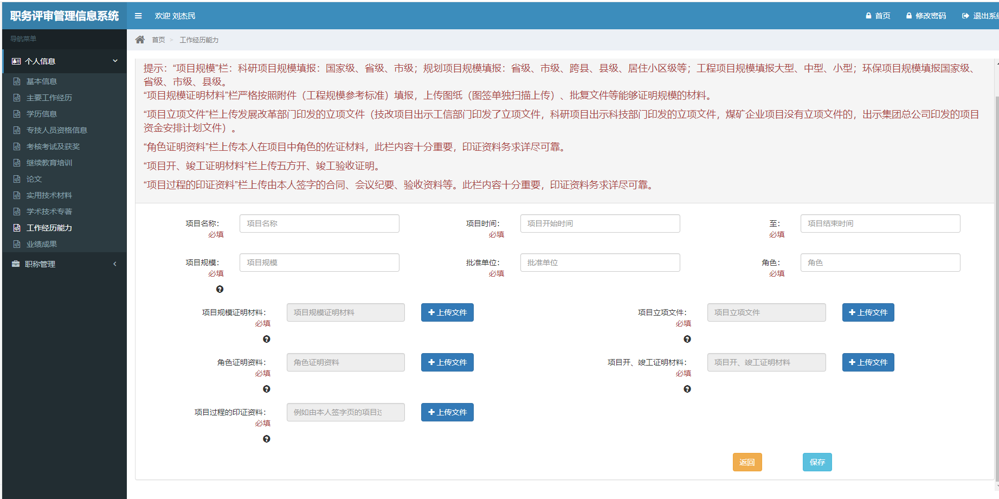 职务评审管理信息系统
欢迎 刘杰民
首页
修改密码
退出系统
导航菜单
首页 > 工作经历能力
个人信息
基本信息
主要工作经历
学历信息
专技人员资格信息
考核考试及获奖
继续教育培训
论文
实用技术材料
学术技术专著
工作经历能力
业绩成果
职称管理
提示：“项目规模”栏：科研项目规模填报：国家级、省级、市级；规划项目规模填报：省级、市级、跨县、县级、居住小区级等；工程项目规模填报大型、中型、小型；环保项目规模填报国家级、
省级、市级、县级。
“项目规模证明材料”栏严格按照附件（工程规模参考标准）填报，上传图纸（图签单独扫描上传）、批复文件等能够证明规模的材料。
“项目立项文件”栏上传发展改革部门印发的立项文件（技改项目出示工信部门印发了立项文件，科研项目出示科技部门印发的立项文件，煤矿企业项目没有立项文件的，出示集团总公司印发的项目
资金安排计划文件）。
“角色证明资料”栏上传本人在项目中角色的佐证材料，此栏内容十分重要，印证资料务求详尽可靠。
“项目开、竣工证明材料”栏上传五方开、竣工验收证明。
“项目过程的印证资料”栏上传由本人签字的合同、会议纪要、验收资料等。此栏内容十分重要，印证资料务求详尽可靠。
项目名称： 项目名称 项目时间： 项目开始时间 至： 项目结束时间
必填 必填 必填
项目规模： 项目规模 批准单位： 批准单位 角色： 角色
必填 必填 必填
项目规模证明材料： 项目规模证明材料 上传文件 项目立项文件： 项目立项文件 上传文件
必填 必填
角色证明资料： 角色证明资料 上传文件 项目开、竣工证明材料： 项目开、竣工证明材料 上传文件
必填 必填
项目过程的印证资料： 例如由本人签字页的项目 上传文件
必填
返回 保存